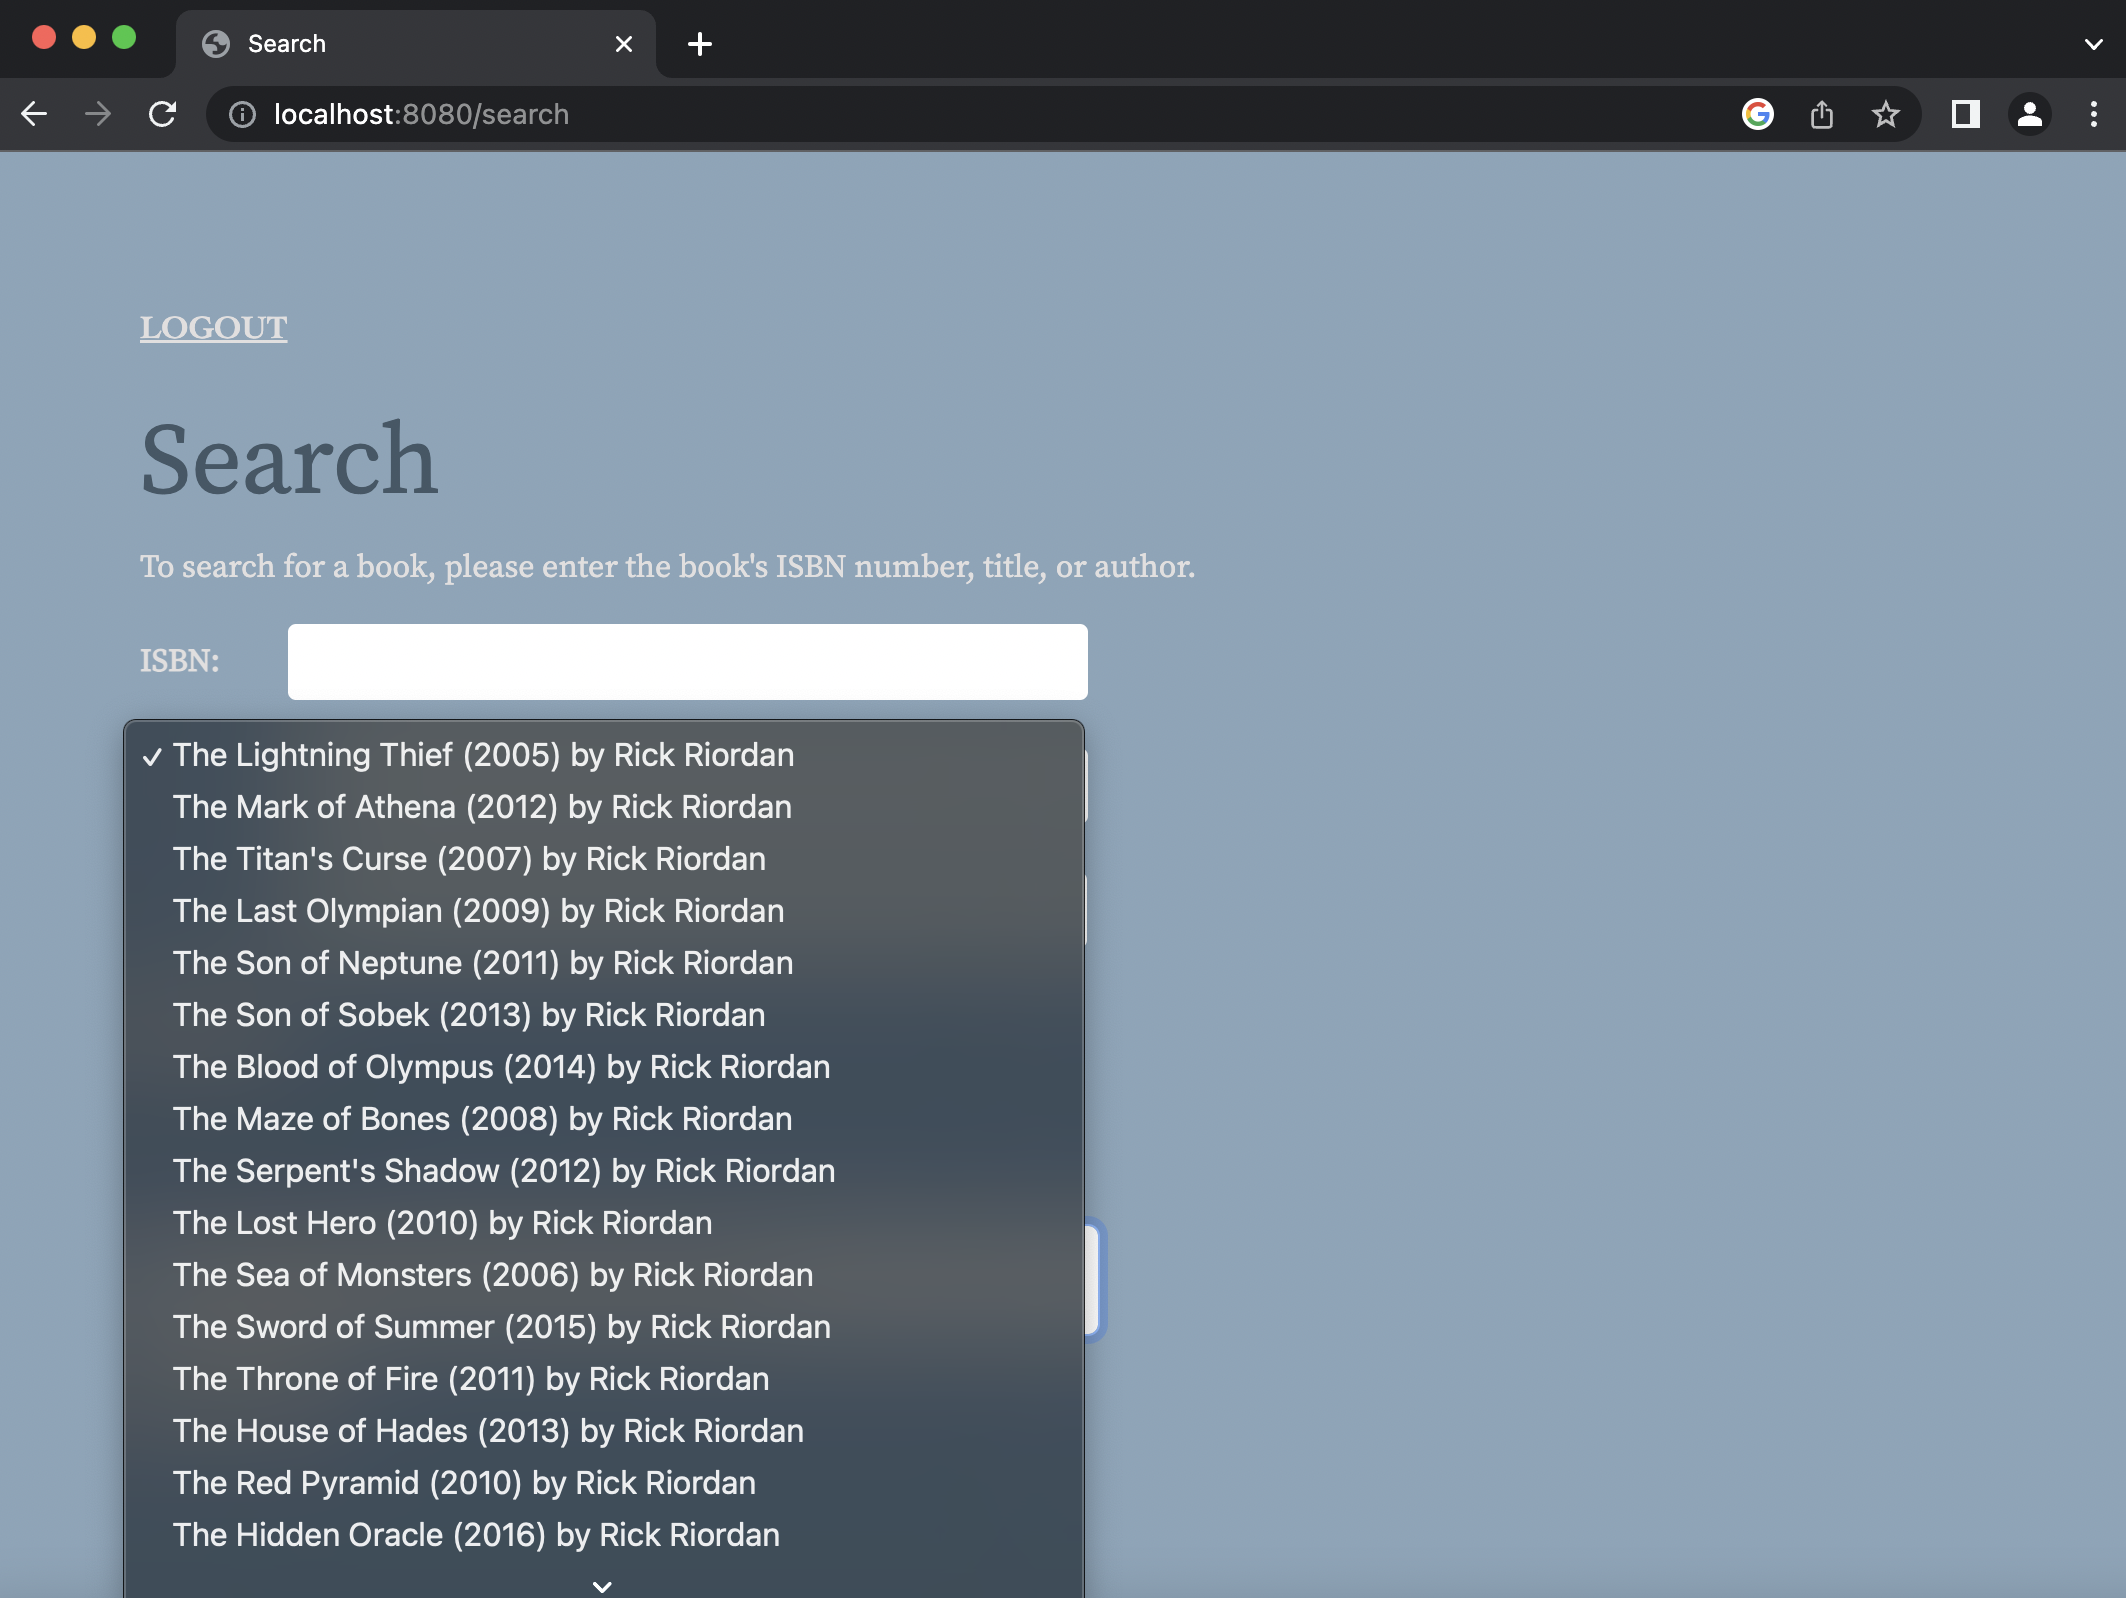 Search
localhost:8080/search
LOGOUT
Search
To search for a book, please enter the book's ISBN number, title, or author.
ISBN:
The Lightning Thief (2005) by Rick Riordan
The Mark of Athena (2012) by Rick Riordan
The Titan's Curse (2007) by Rick Riordan
The Last Olympian (2009) by Rick Riordan
The Son of Neptune (2011) by Rick Riordan
The Son of Sobek (2013) by Rick Riordan
The Blood of Olympus (2014) by Rick Riordan
The Maze of Bones (2008) by Rick Riordan
The Serpent's Shadow (2012) by Rick Riordan
The Lost Hero (2010) by Rick Riordan
The Sea of Monsters (2006) by Rick Riordan
The Sword of Summer (2015) by Rick Riordan
The Throne of Fire (2011) by Rick Riordan
The House of Hades (2013) by Rick Riordan
The Red Pyramid (2010) by Rick Riordan
The Hidden Oracle (2016) by Rick Riordan